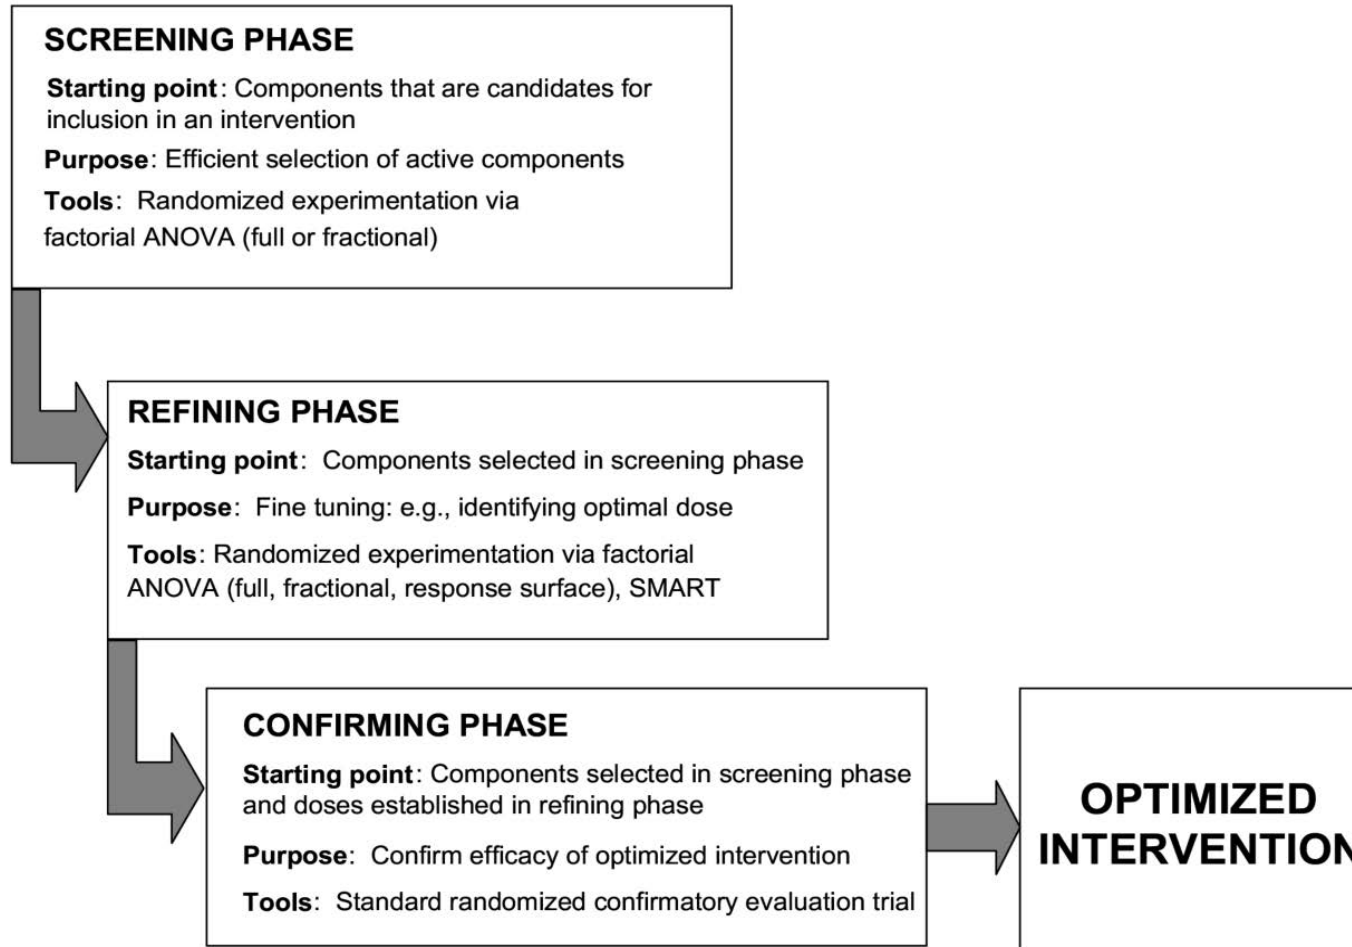 SCREENING PHASE
Starting point: Components that are candidates for
inclusion in an intervention
Purpose: Efficient selection of active components
Tools: Randomized experimentation via
factorial ANOVA (full or fractional)
REFINING PHASE
Starting point: Components selected in screening phase
Purpose: Fine tuning: e.g., identifying optimal dose
Tools: Randomized experimentation via factorial
ANOVA (full, fractional, response surface), SMART
CONFIRMING PHASE
Starting point: Components selected in screening phase
and doses established in refining phase
Purpose: Confirm efficacy of optimized intervention
Tools: Standard randomized confirmatory evaluation trial
OPTIMIZED
INTERVENTION